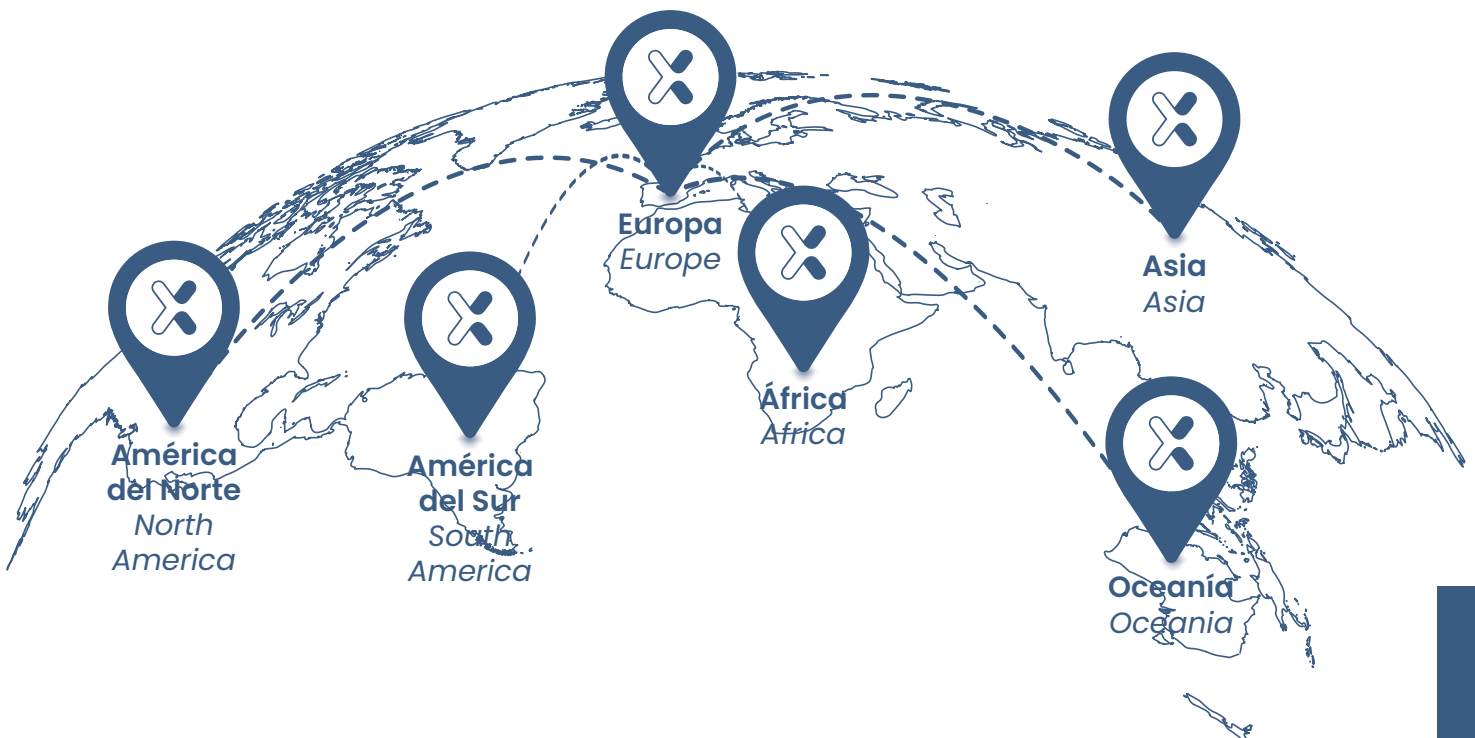 Europa
Europe
Asia
Asia
África
Africa
América
del Norte
North
America
América
del Sur
South
America
Oceanía
Oceania